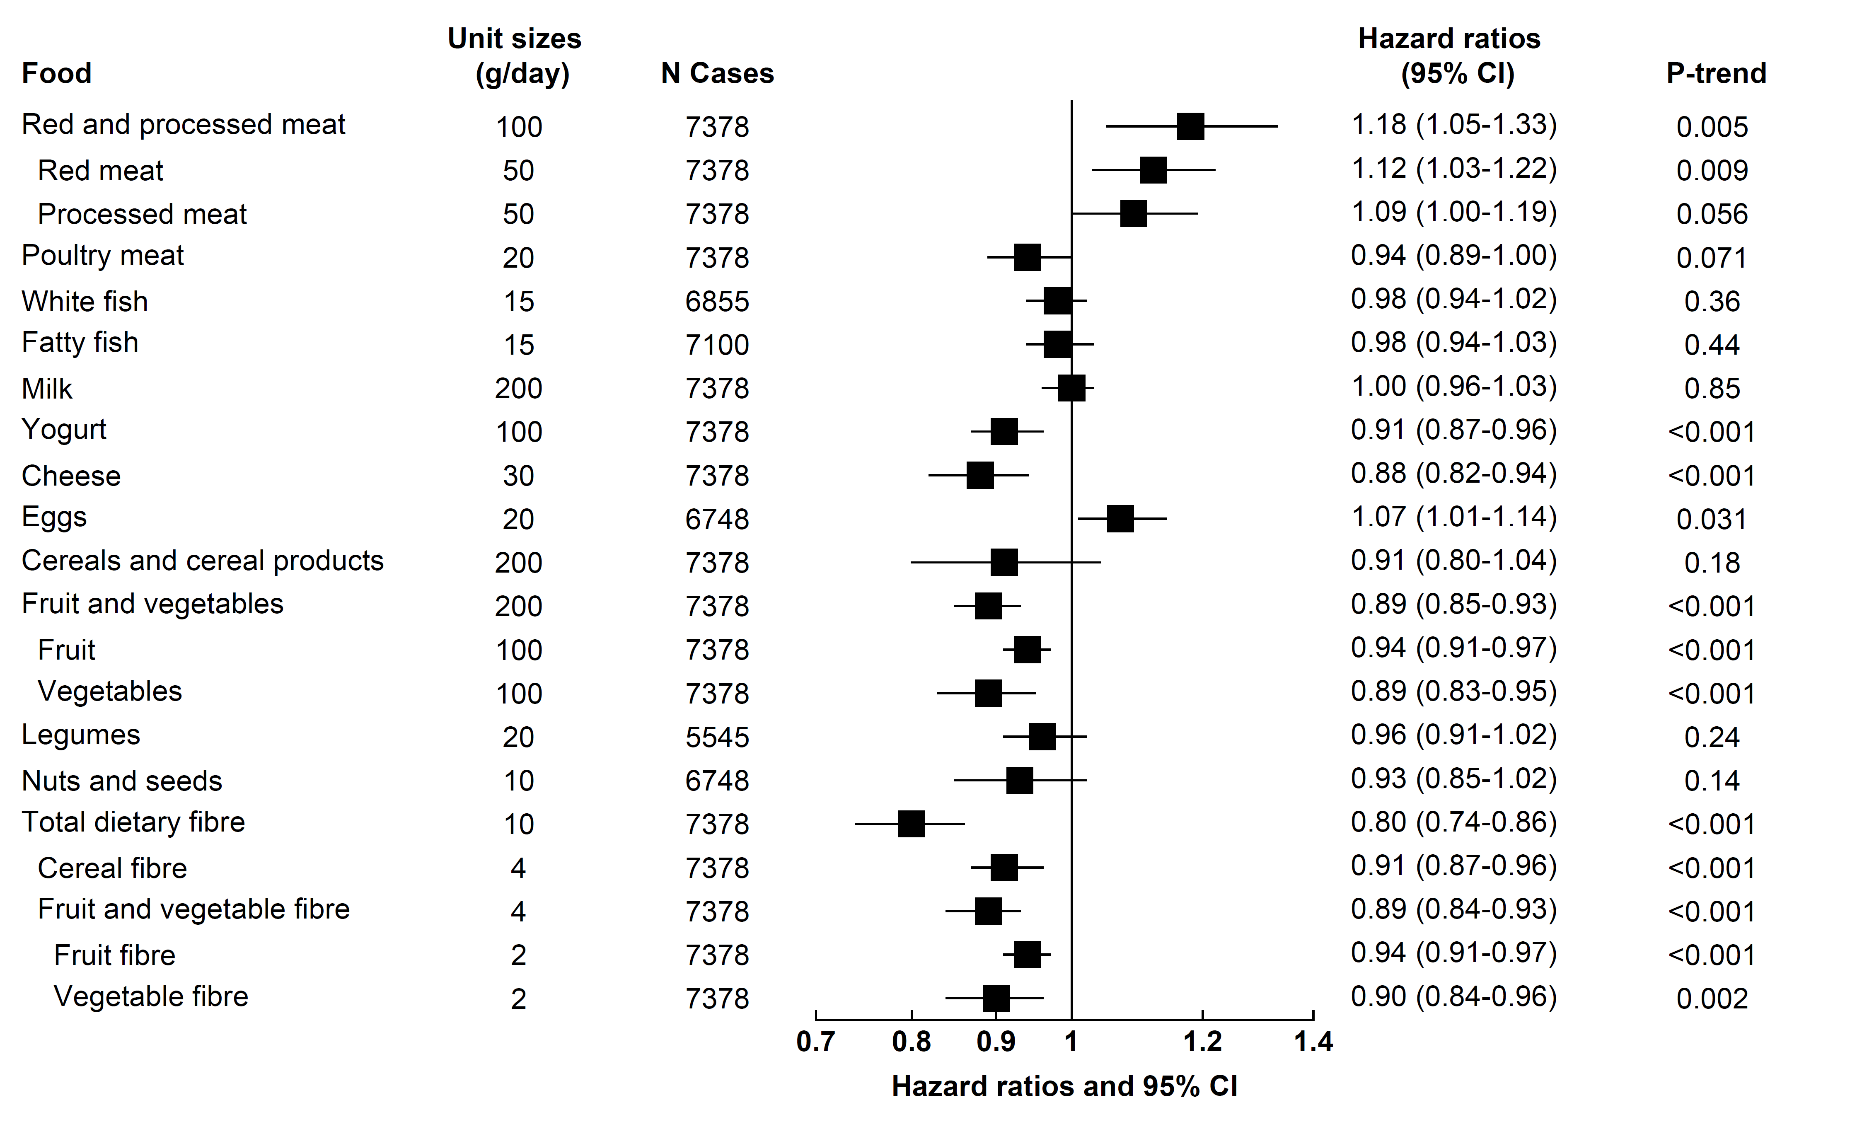 Food Unit sizes (g/day) N Cases Hazard ratios (95% CI) P-trend
Red and processed meat 100 7378 1.18 (1.05-1.33) 0.005
Red meat 50 7378 1.12 (1.03-1.22) 0.009
Processed meat 50 7378 1.09 (1.00-1.19) 0.056
Poultry meat 20 7378 0.94 (0.89-1.00) 0.071
White fish 15 6855 0.98 (0.94-1.02) 0.36
Fatty fish 15 7100 0.98 (0.94-1.03) 0.44
Milk 200 7378 1.00 (0.96-1.03) 0.85
Yogurt 100 7378 0.91 (0.87-0.96) <0.001
Cheese 30 7378 0.88 (0.82-0.94) <0.001
Eggs 20 6748 1.07 (1.01-1.14) 0.031
Cereals and cereal products 200 7378 0.91 (0.80-1.04) 0.18
Fruit and vegetables 200 7378 0.89 (0.85-0.93) <0.001
Fruit 100 7378 0.94 (0.91-0.97) <0.001
Vegetables 100 7378 0.89 (0.83-0.95) <0.001
Legumes 20 5545 0.96 (0.91-1.02) 0.24
Nuts and seeds 10 6748 0.93 (0.85-1.02) 0.14
Total dietary fibre 10 7378 0.80 (0.74-0.86) <0.001
Cereal fibre 4 7378 0.91 (0.87-0.96) <0.001
Fruit and vegetable fibre 4 7378 0.89 (0.84-0.93) <0.001
Fruit fibre 2 7378 0.94 (0.91-0.97) <0.001
Vegetable fibre 2 7378 0.90 (0.84-0.96) 0.002
0.7 0.8 0.9 1 1.2 1.4
Hazard ratios and 95% CI